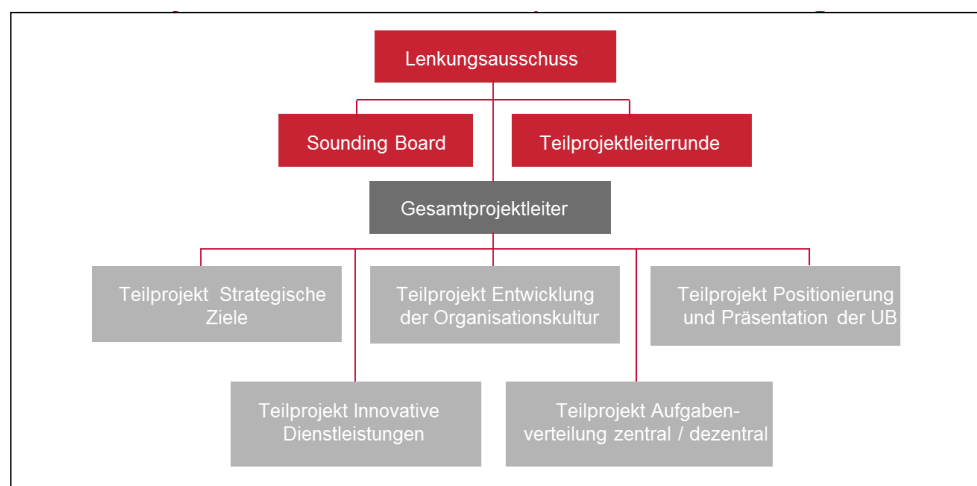 Lenkungsausschuss
Sounding Board
Teilprojektleiterrunde
Gesamtprojektleiter
Teilprojekt Strategische
Ziele
Teilprojekt Entwicklung
der Organisationskultur
Teilprojekt Positionierung
und Präsentation der UB
Teilprojekt Innovative
Dienstleistungen
Teilprojekt Aufgaben-
verteilung zentral / dezentral